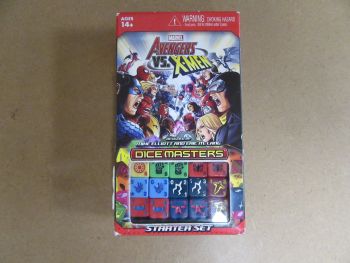 AGES
14+
WARNING: CHOKING HAZARD
MARVEL
AVENGERS
VS.
X-MEN
MIKE ELLIOTT AND ERIC M. LANG
DICE MASTERS
STARTER SET